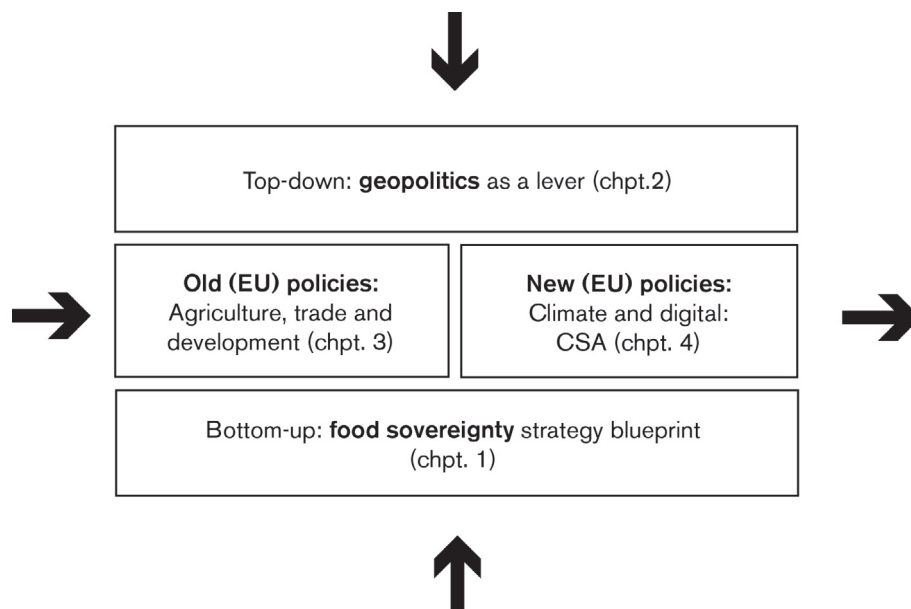 Top-down: geopolitics as a lever (chpt.2)
Old (EU) policies:
Agriculture, trade and
development (chpt. 3)
New (EU) policies:
Climate and digital:
CSA (chpt. 4)
Bottom-up: food sovereignty strategy blueprint
(chpt. 1)